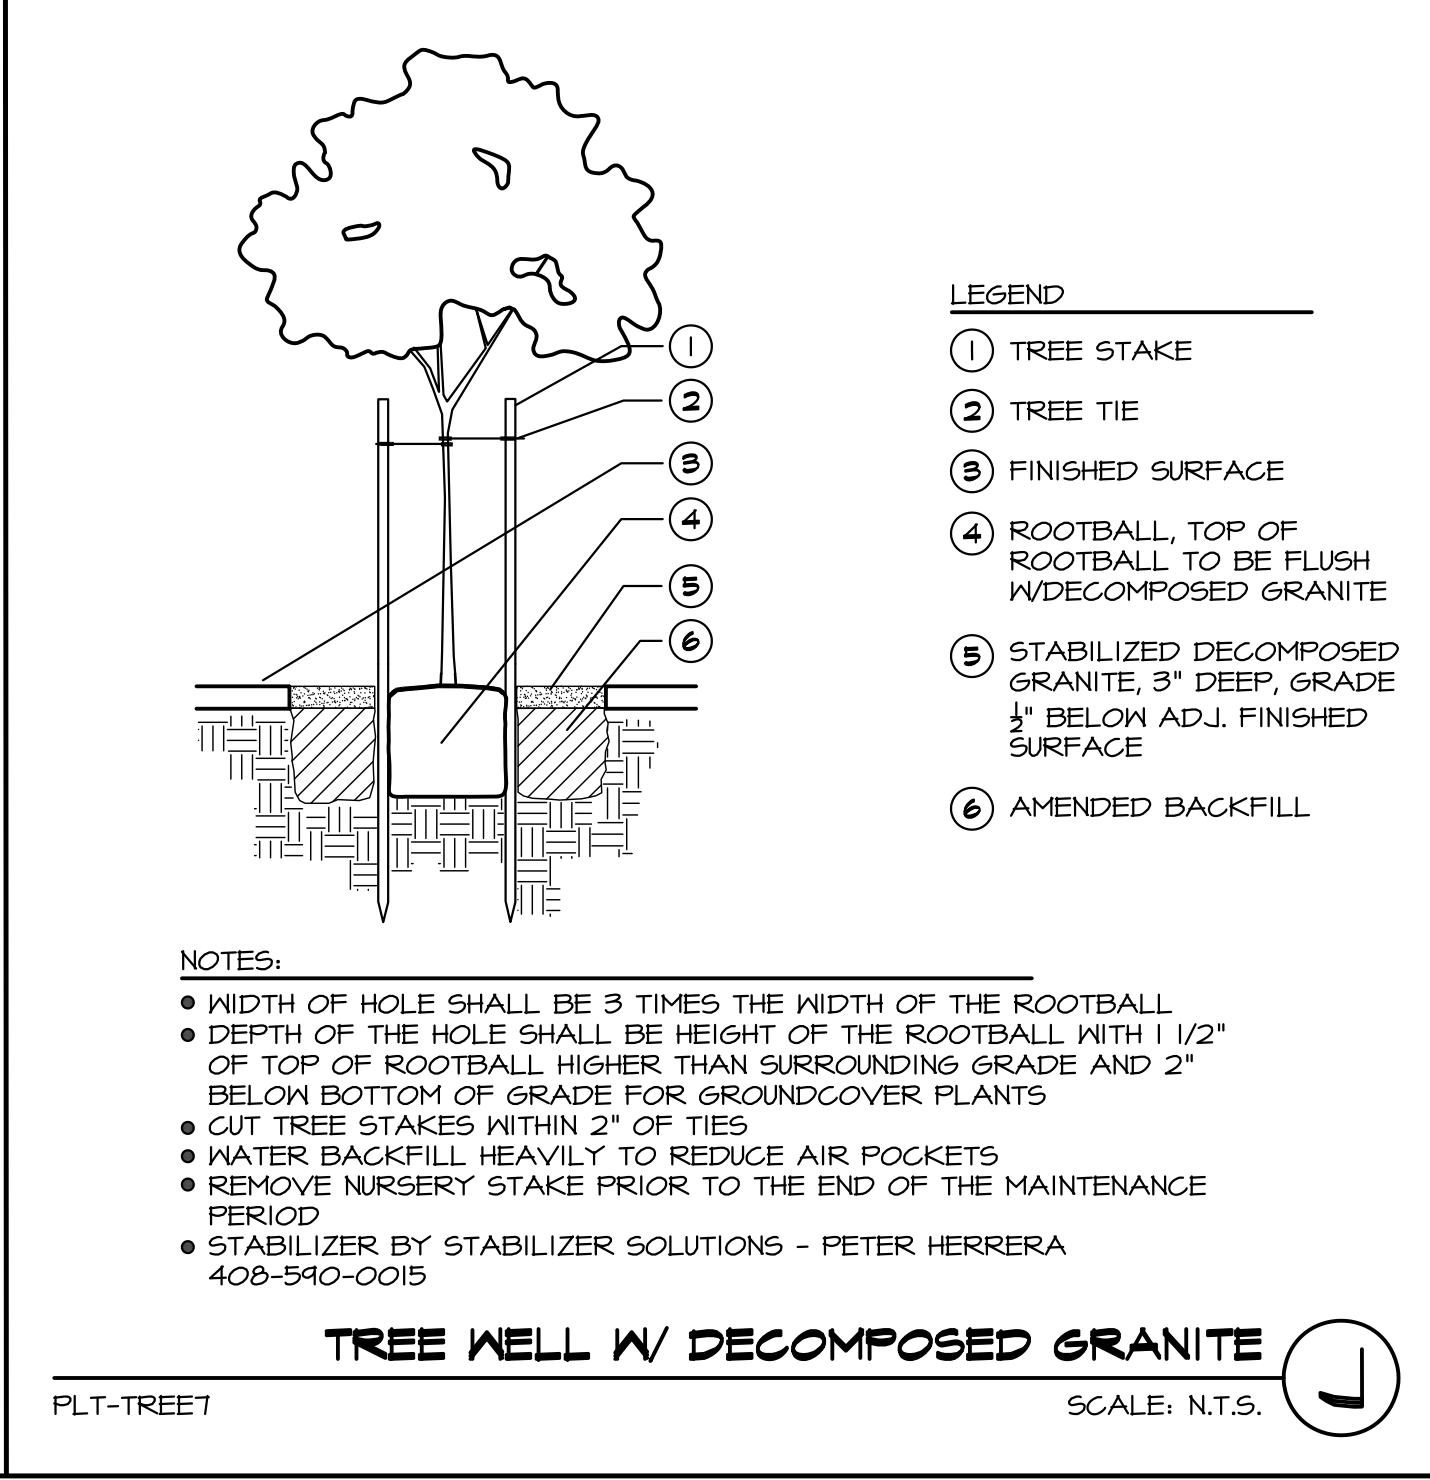 1
2
3
4
5
6
LEGEND
1 TREE STAKE
2 TREE TIE
3 FINISHED SURFACE
4 ROOTBALL, TOP OF
ROOTBALL TO BE FLUSH
W/DECOMPOSED GRANITE
5 STABILIZED DECOMPOSED
GRANITE, 3" DEEP, GRADE
1/2" BELOW ADJ. FINISHED
SURFACE
6 AMENDED BACKFILL
NOTES:
● WIDTH OF HOLE SHALL BE 3 TIMES THE WIDTH OF THE ROOTBALL
● DEPTH OF THE HOLE SHALL BE HEIGHT OF THE ROOTBALL WITH 1 1/2"
OF TOP OF ROOTBALL HIGHER THAN SURROUNDING GRADE AND 2"
BELOW BOTTOM OF GRADE FOR GROUNDCOVER PLANTS
● CUT TREE STAKES WITHIN 2" OF TIES
● WATER BACKFILL HEAVILY TO REDUCE AIR POCKETS
● REMOVE NURSERY STAKE PRIOR TO THE END OF THE MAINTENANCE
PERIOD
● STABILIZER BY STABILIZER SOLUTIONS - PETER HERRERA
408-590-0015
TREE WELL W/ DECOMPOSED GRANITE
J
PLT-TREE7
SCALE: N.T.S.